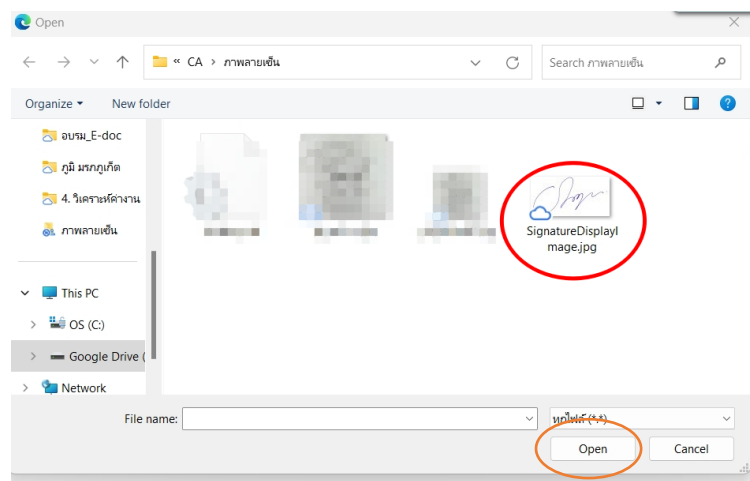 Open
« CA › ภาพลายเซ็น
Search ภาพลายเซ็น
Organize
New folder
?
อบรม_E-doc
ภูมิ มรกภูเก็ต
4. วิเคราะห์ค่างาน
ภาพลายเซ็น
SignatureDisplayI
mage.jpg
This PC
OS (C:)
Google Drive (
Network
File name:
ทุกไฟล์ (*.*)
Open
Cancel